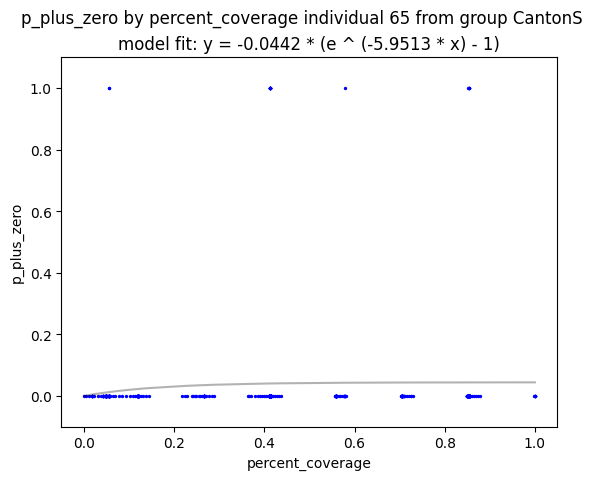 p_plus_zero by percent_coverage individual 65 from group CantonS
model fit: y = -0.0442 * (e ^ (-5.9513 * x) - 1)
1.0
0.8
0.6
0.4
0.2
0.0
p_plus_zero
0.0 0.2 0.4 0.6 0.8 1.0
percent_coverage